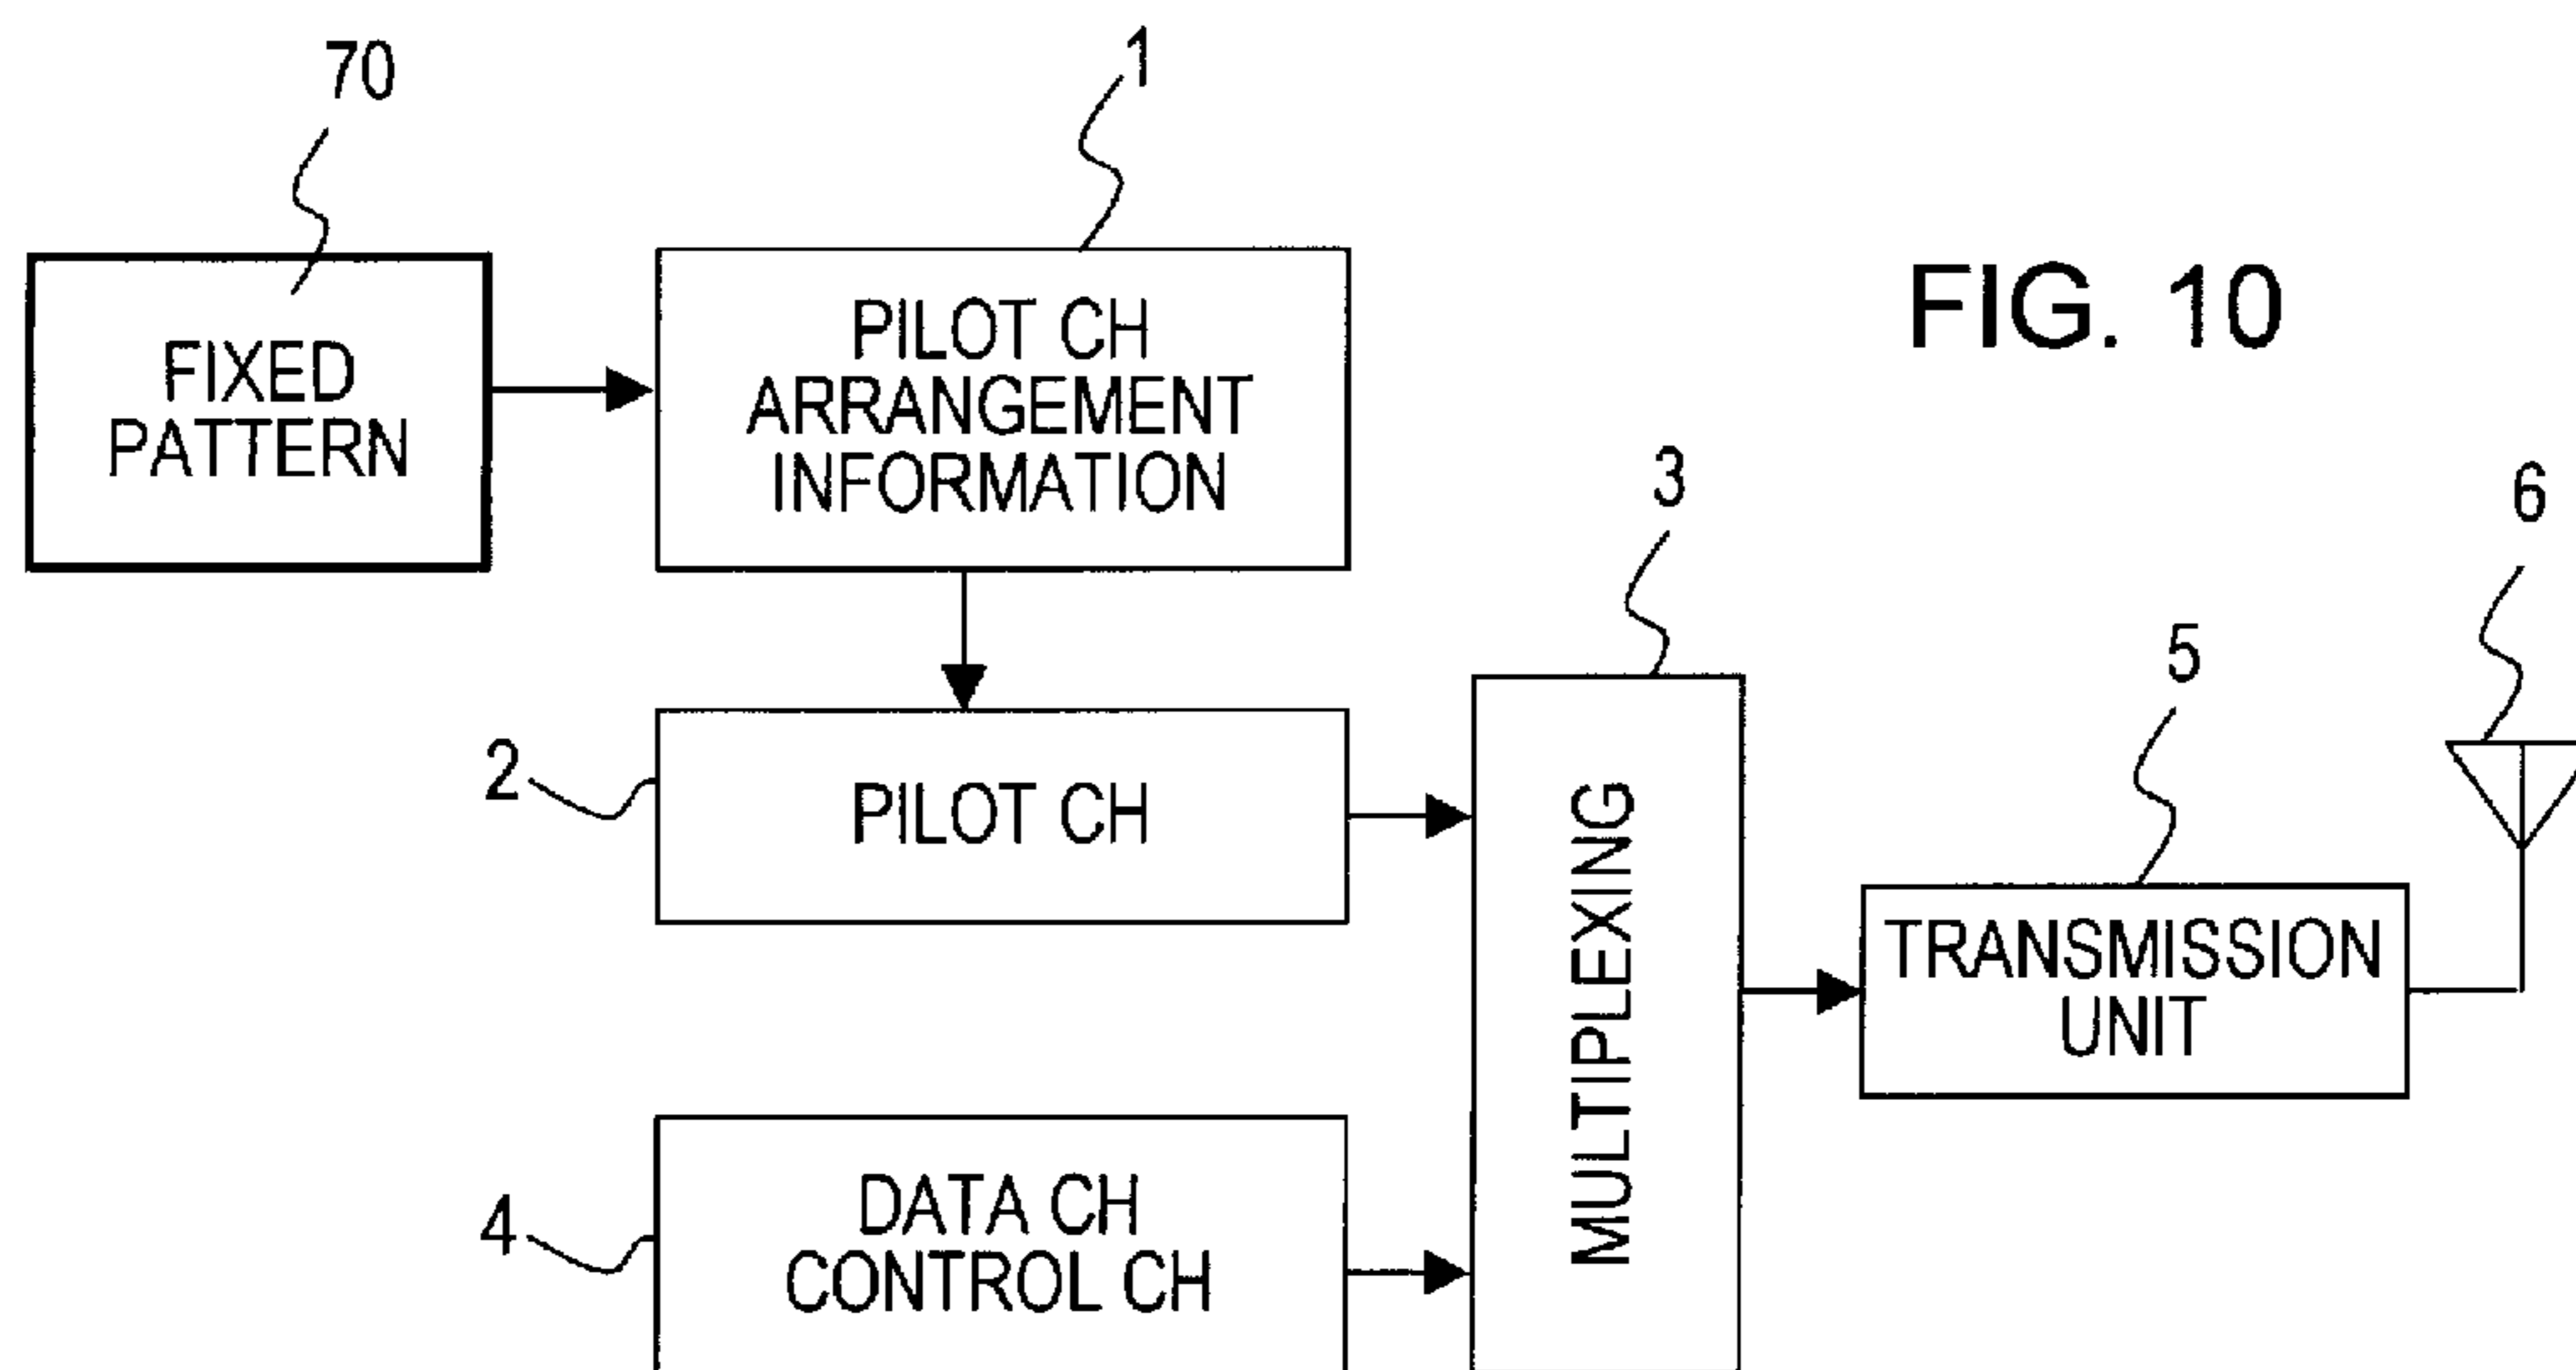 70
1
FIXED
PATTERN
PILOT CH
ARRANGEMENT
INFORMATION
FIG. 10
3
6
5
2
PILOT CH
MULTIPLEXING
TRANSMISSION
UNIT
4
DATA CH
CONTROL CH